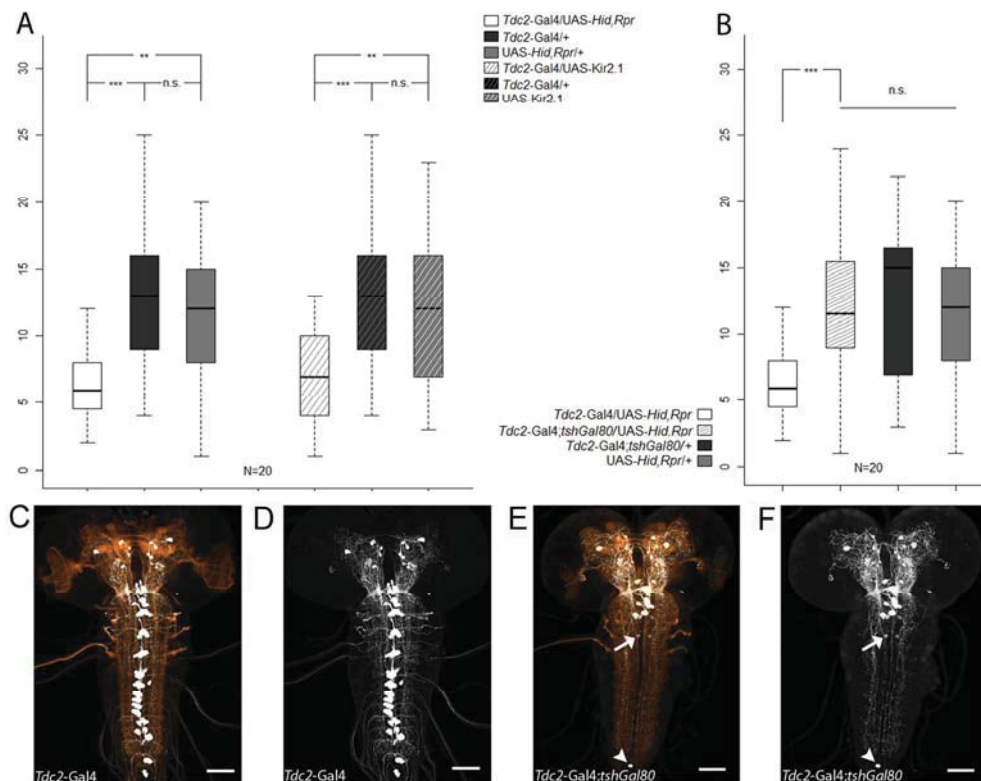 A
Tdc2-Gal4/UAS-Hid,Rpr
Tdc2-Gal4/+
UAS-Hid,Rpr/+
Tdc2-Gal4/UAS-Kir2.1
Tdc2-Gal4/+
UAS-Kir2.1
** **
*** n.s. *** n.s.
30
25
20
15
10
5
0
N=20
B
***
n.s.
30
25
20
15
10
5
0
N=20
Tdc2-Gal4/UAS-Hid,Rpr
Tdc2-Gal4;tshGal80/UAS-Hid.Rpr
Tdc2-Gal4;tshGal80/+
UAS-Hid,Rpr/+
C
Tdc2-Gal4
D
Tdc2-Gal4
E
Tdc2-Gal4;tshGal80
F
Tdc2-Gal4;tshGal80